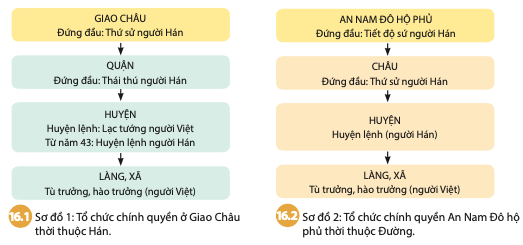 GIAO CHÂU
Đứng đầu: Thứ sử người Hán
QUẬN
Đứng đầu: Thái thú người Hán
HUYỆN
Huyện lệnh: Lạc tướng người Việt
Từ năm 43: Huyện lệnh người Hán
LÀNG, XÃ
Tù trưởng, hào trưởng (người Việt)
16.1 Sơ đồ 1: Tổ chức chính quyền ở Giao Châu
thời thuộc Hán.
AN NAM ĐÔ HỘ PHỦ
Đứng đầu: Tiết độ sứ người Hán
CHÂU
Đứng đầu: Thứ sử người Hán
HUYỆN
Huyện lệnh (người Hán)
LÀNG, XÃ
Tù trưởng, hào trưởng (người Việt)
16.2 Sơ đồ 2: Tổ chức chính quyền An Nam Đô hộ
phủ thời thuộc Đường.